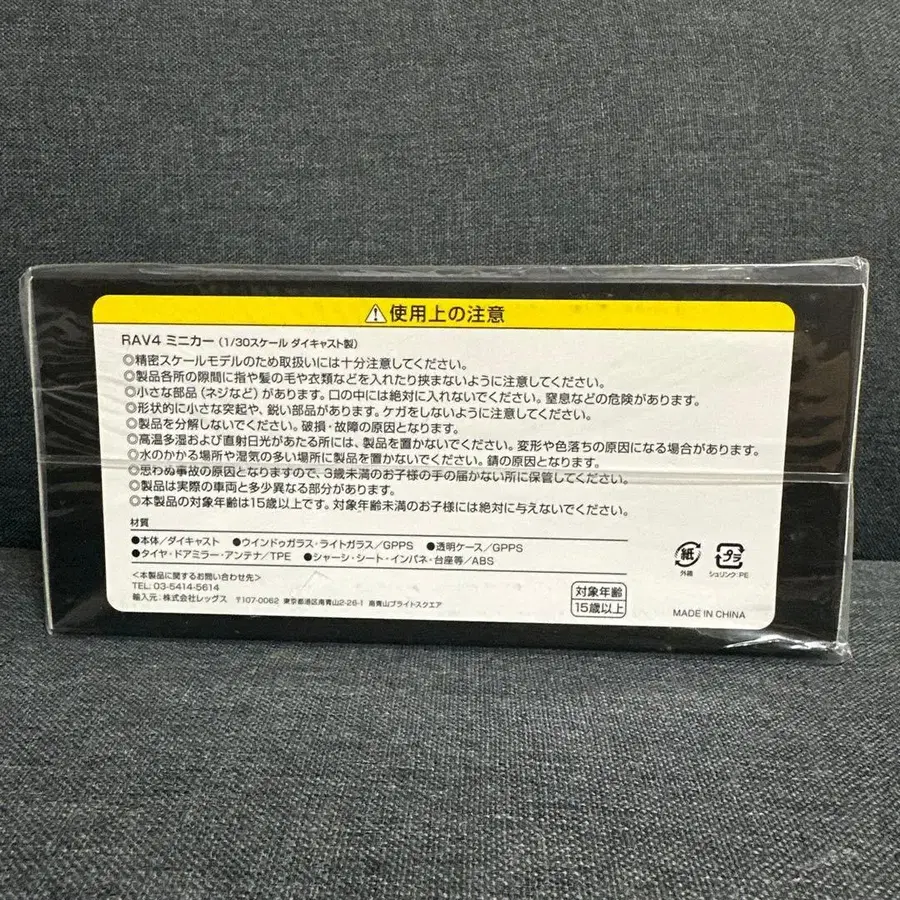 ⚠使用上の注意
RAV4 ミニカー（1/30スケール ダイキャスト製）
◎精密スケールモデルのため取扱いには十分注意してください。
◎製品各所の隙間に指や髪の毛や衣類などを入れたり挟まないように注意してください。
◎小さな部品（ネジなど）があります。口の中には絶対に入れないでください。窒息などの危険があります。
◎形状的に小さな突起や、鋭い部品があります。ケガをしないように注意してください。
◎製品を分解しないでください。破損・故障の原因となります。
◎高温多湿および直射日光があたる所には、製品を置かないでください。変形や色落ちの原因になる場合があります。
◎水のかかる場所や湿気の多い場所に製品を置かないでください。錆の原因となります。
◎思わぬ事故の原因となりますので、3歳未満のお子様の手の届かない所に保管してください。
◎製品は実際の車両と多少異なる部分があります。
◎本製品の対象年齢は15歳以上です。対象年齢未満のお子様には絶対に与えないでください。
材質
●本体/ダイキャスト ●ウインドゥガラス・ライトガラス/GPPS ●透明ケース/GPPS
●タイヤ・ドアミラー・アンテナ/TPE ●シャーシ・シート・インパネ・台座等/ABS
＜本製品に関するお問い合わせ先＞
TEL: 03-5414-5614
輸入元: 株式会社レッグス 〒107-0062 東京都港区南青山2-26-1 南青山ブライトスクエア
対象年齢
15歳以上
紙
外箱
プラ
シュリンク:PE
MADE IN CHINA